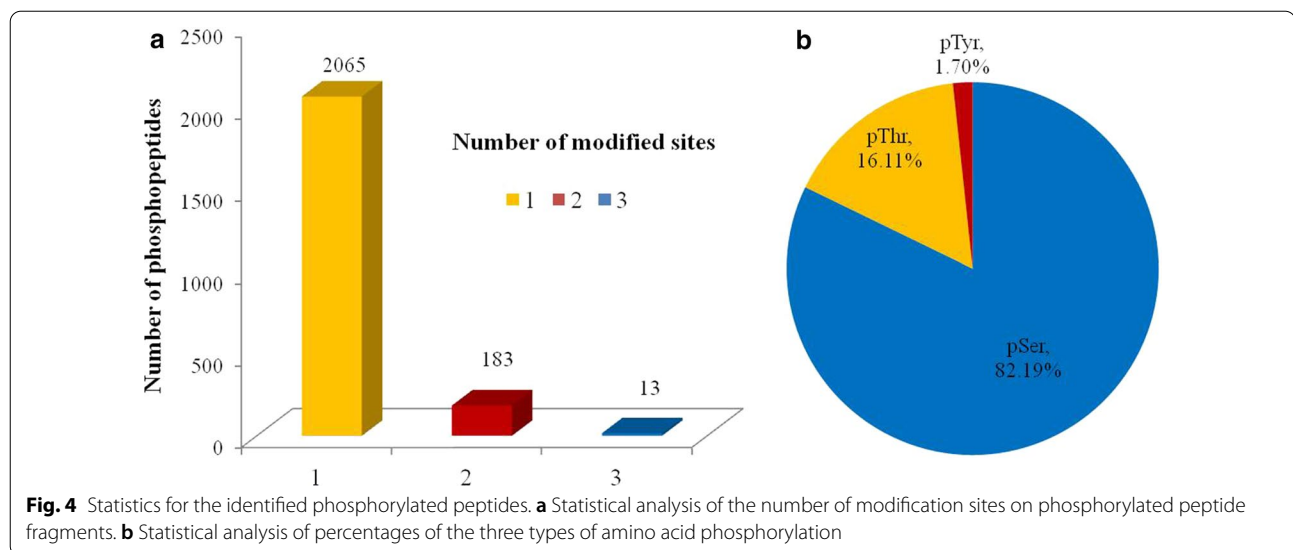 a
2500
2000
1500
1000
500
0
Number of phosphopeptides
2065
183
13
Number of modified sites
1 2 3
1 2 3
b
pTyr,
1.70%
pThr,
16.11%
pSer,
82.19%
Fig. 4 Statistics for the identified phosphorylated peptides. a Statistical analysis of the number of modification sites on phosphorylated peptide
fragments. b Statistical analysis of percentages of the three types of amino acid phosphorylation